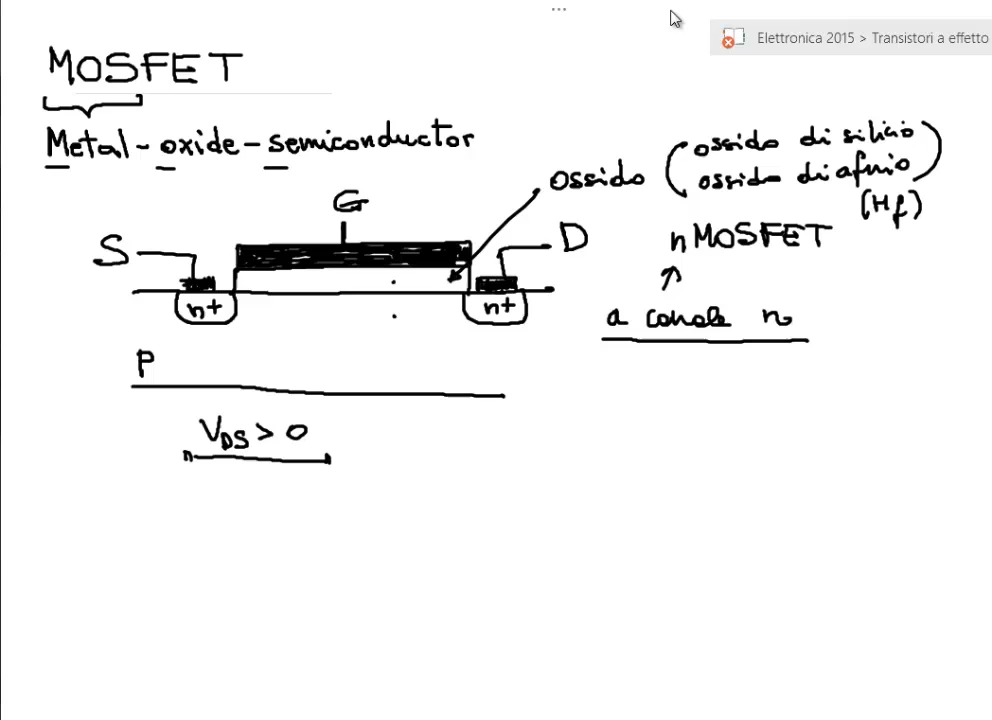 Elettronica 2015 > Transistori a effetto
MOSFET
Metal-oxide-semiconductor
ossido (ossido di silicio
ossido di afnio)
(Hf)
G
S
D
nMOSFET
n+
n+
a canale n
P
VDS > 0